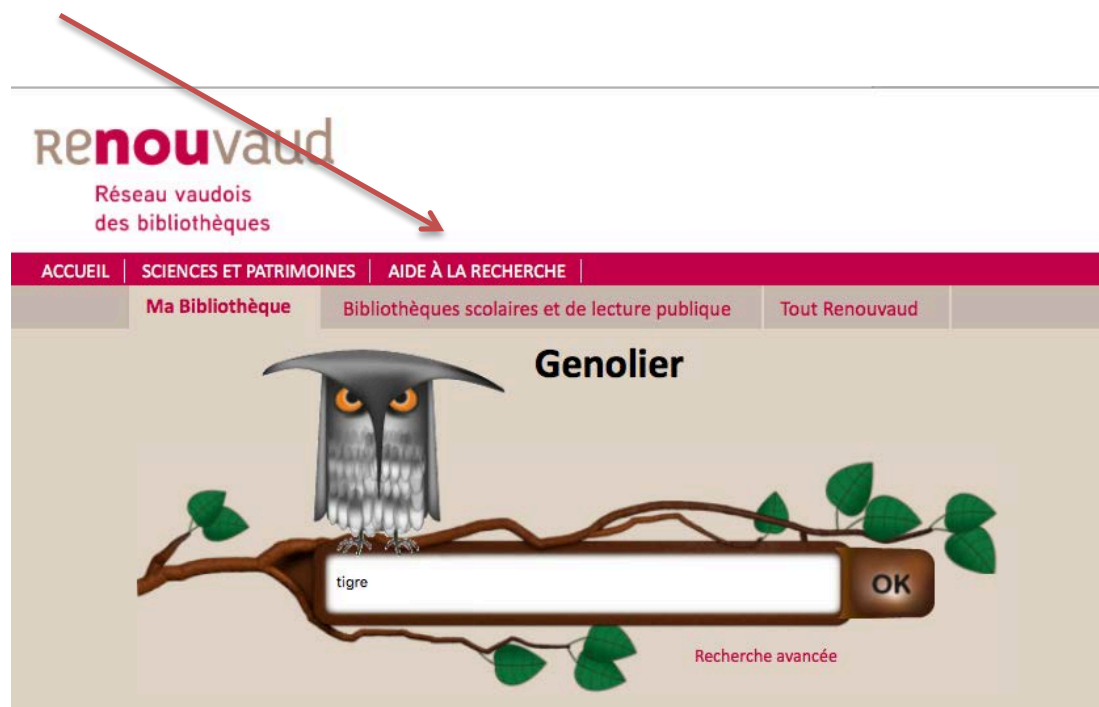 Renouvaud
Réseau vaudois
des bibliothèques
ACCUEIL | SCIENCES ET PATRIMOINES | AIDE À LA RECHERCHE |
Ma Bibliothèque Bibliothèques scolaires et de lecture publique Tout Renouvaud
Genolier
tigre OK
Recherche avancée